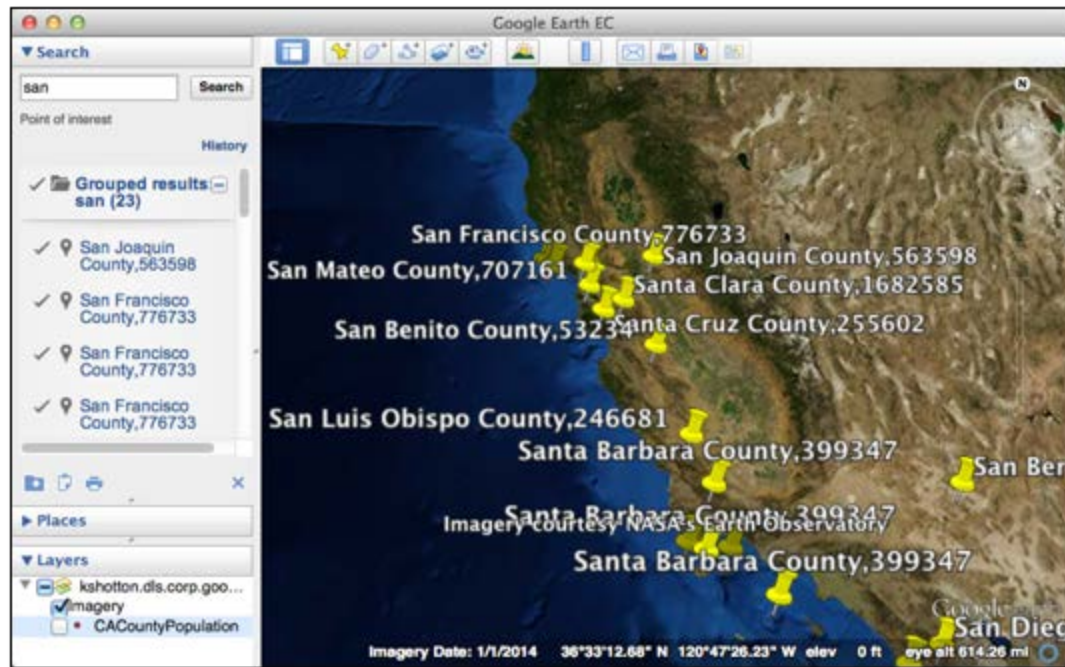 Google Earth EC
Search
san
Search
Point of interest
History
Grouped results:
san (23)
San Joaquin
County,563598
San Francisco
County,776733
San Francisco
County,776733
San Francisco
County,776733
Places
Layers
kshotton.dls.corp.goo...
Imagery
CACountyPopulation
N
San Francisco County,776733
San Joaquin County,563598
San Mateo County,707161
Santa Clara County,1682585
Santa Cruz County,255602
San Benito County,53234
San Luis Obispo County,246681
Santa Barbara County,399347
San Ber
Santa Barbara County,399347
Imagery courtesy NASA's Earth Observatory
Santa Barbara County,399347
Google
San Dieg
Imagery Date: 1/1/2014 36°33'12.68" N 120°47'26.23" W elev 0 ft eye alt 614.26 mi